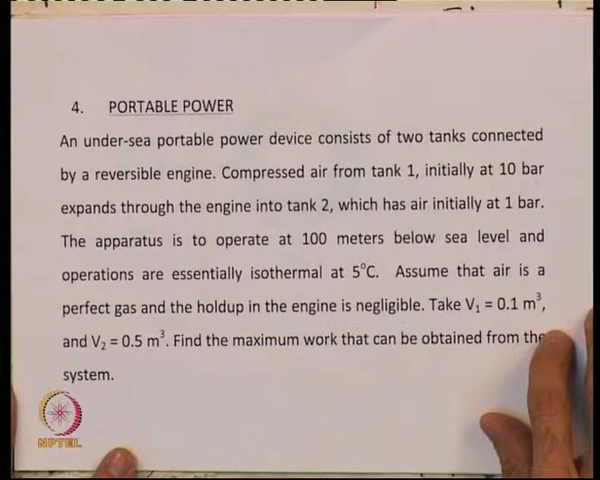 4. PORTABLE POWER
An under-sea portable power device consists of two tanks connected
by a reversible engine. Compressed air from tank 1, initially at 10 bar
expands through the engine into tank 2, which has air initially at 1 bar.
The apparatus is to operate at 100 meters below sea level and
operations are essentially isothermal at 5°C. Assume that air is a
perfect gas and the holdup in the engine is negligible. Take V₁ = 0.1 m³,
and V₂ = 0.5 m³. Find the maximum work that can be obtained from the
system.
NPTEL